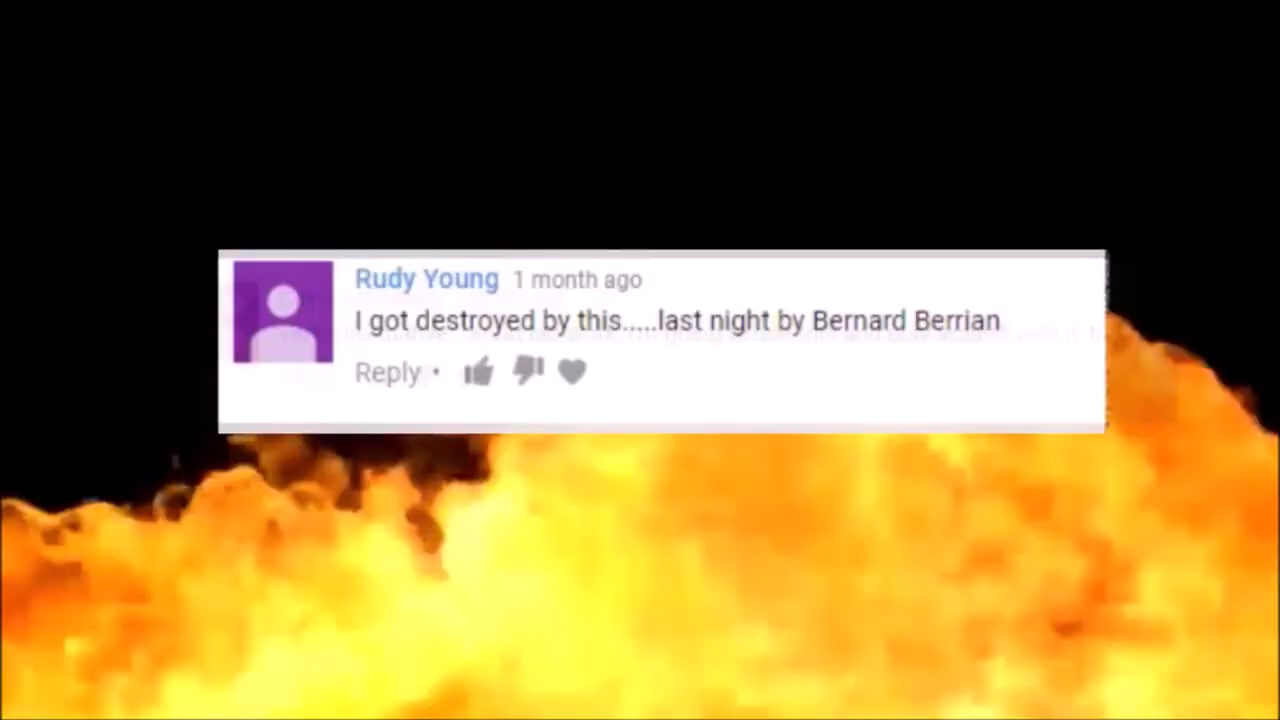 Rudy Young 1 month ago
I got destroyed by this.....last night by Bernard Berrian
Reply •